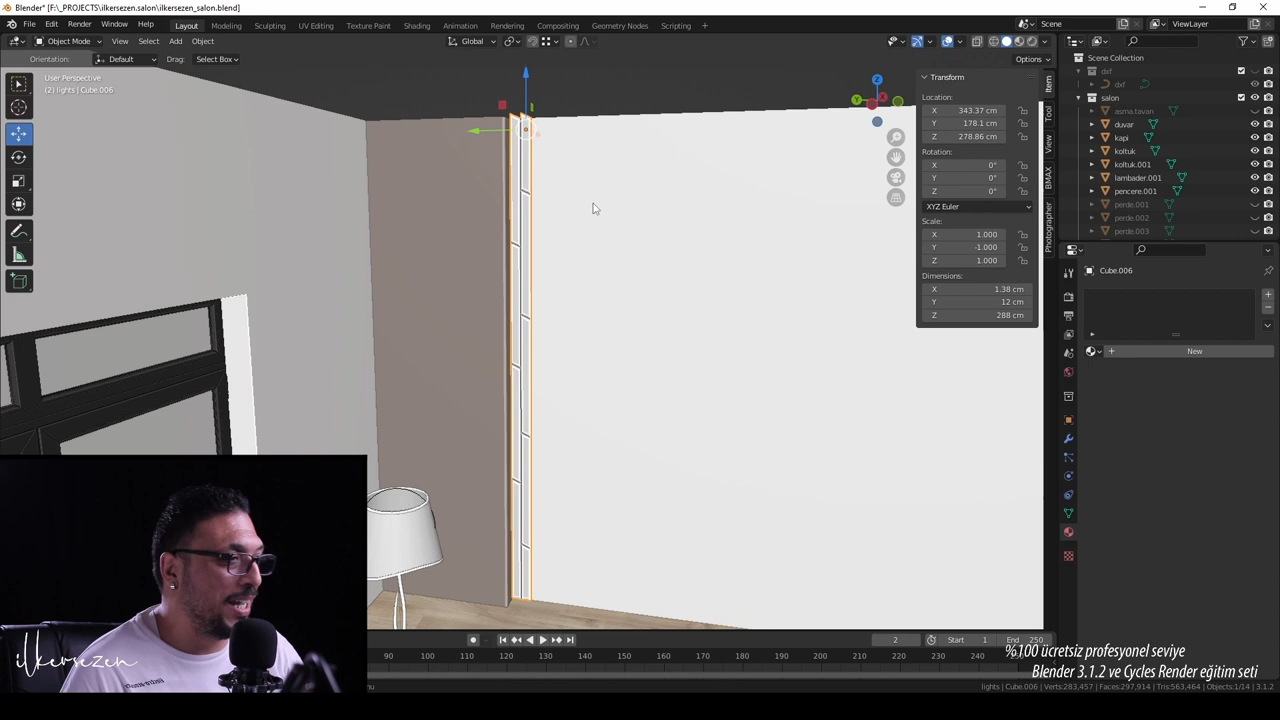 Blender* [F:\_PROJECTS\ilkersezen.salon\ilkersezen_salon.blend]
File Edit Render Window Help Layout Modeling Sculpting UV Editing Texture Paint Shading Animation Rendering Compositing Geometry Nodes Scripting + Scene ViewLayer
Object Mode View Select Add Object Global
Orientation: Default Drag: Select Box Options
User Perspective
(2) lights | Cube.006
Transform
Location:
X 343.37 cm
Y 178.1 cm
Z 278.86 cm
Rotation:
X 0°
Y 0°
Z 0°
XYZ Euler
Scale:
X 1.000
Y -1.000
Z 1.000
Dimensions:
X 1.38 cm
Y 12 cm
Z 288 cm
Item
Tool
View
BMAX
Photographer
Z
Y
X
Scene Collection
dxf
dxf
salon
asma.tavan
duvar
kapi
koltuk
koltuk.001
lambader.001
pencere.001
perde.001
perde.002
perde.003
Cube.006
+ New
2 Start 1 End 250
100 110 120 130 140 150 160 170 180 190 200 210 220 230 240
ilkersezen
%100 ücretsiz profesyonel seviye
Blender 3.1.2 ve Cycles Render eğitim seti
lights | Cube.006 | Verts:283,457 | Faces:297,914 | Tris:563,464 | Objects:1/14 | 3.1.2